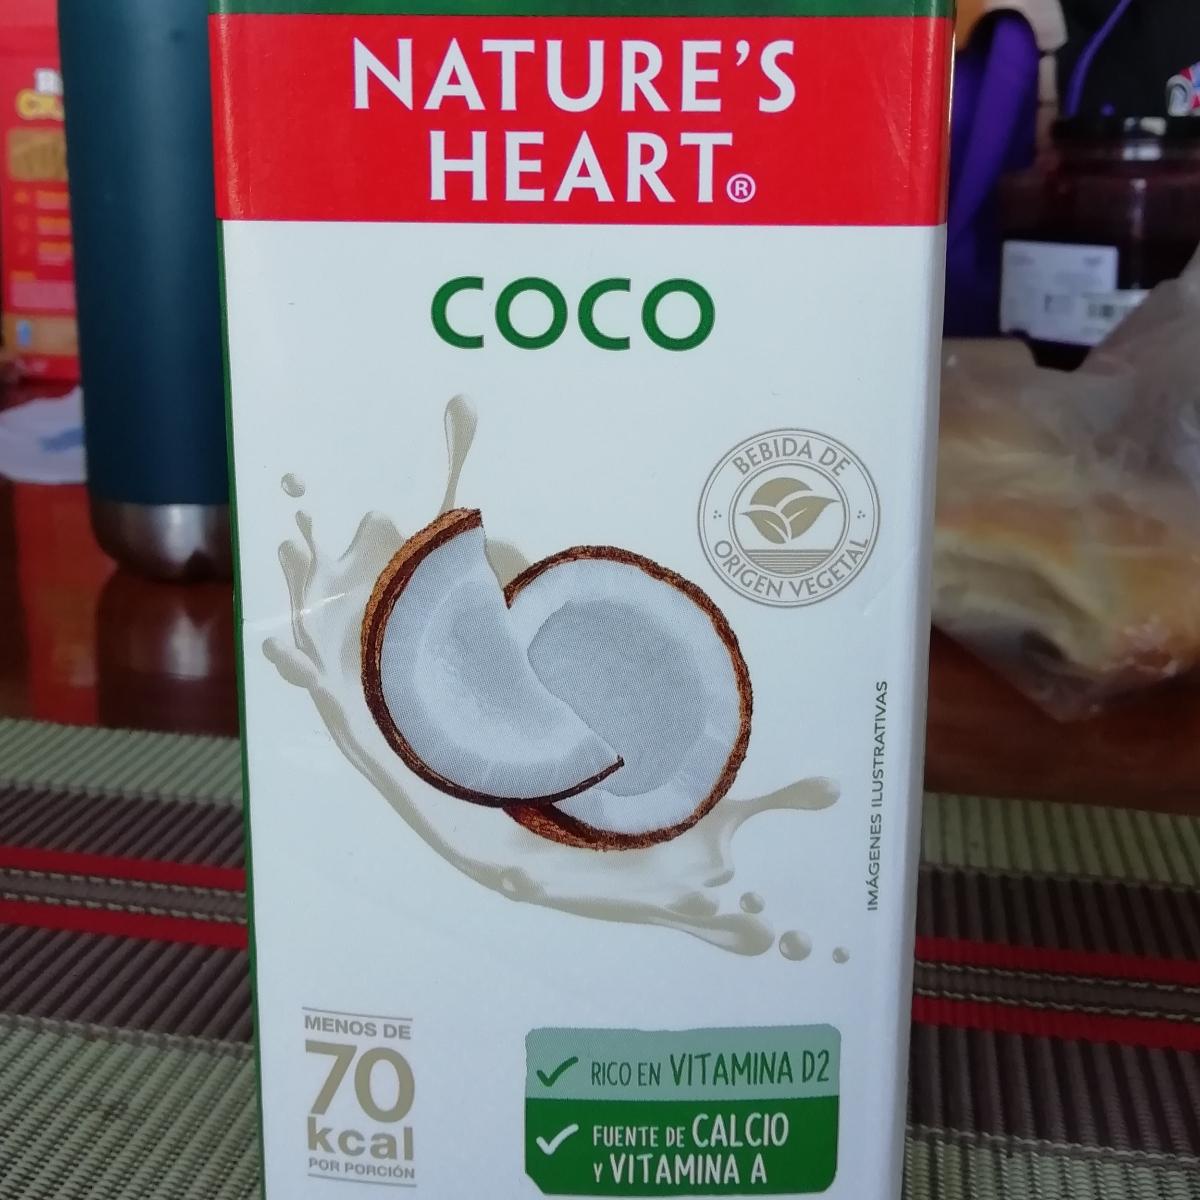 NATURE'S
HEART®
COCO
BEBIDA DE
ORIGEN VEGETAL
IMÁGENES ILUSTRATIVAS
MENOS DE
70
kcal
POR PORCIÓN
RICO EN VITAMINA D2
FUENTE DE CALCIO
Y VITAMINA A